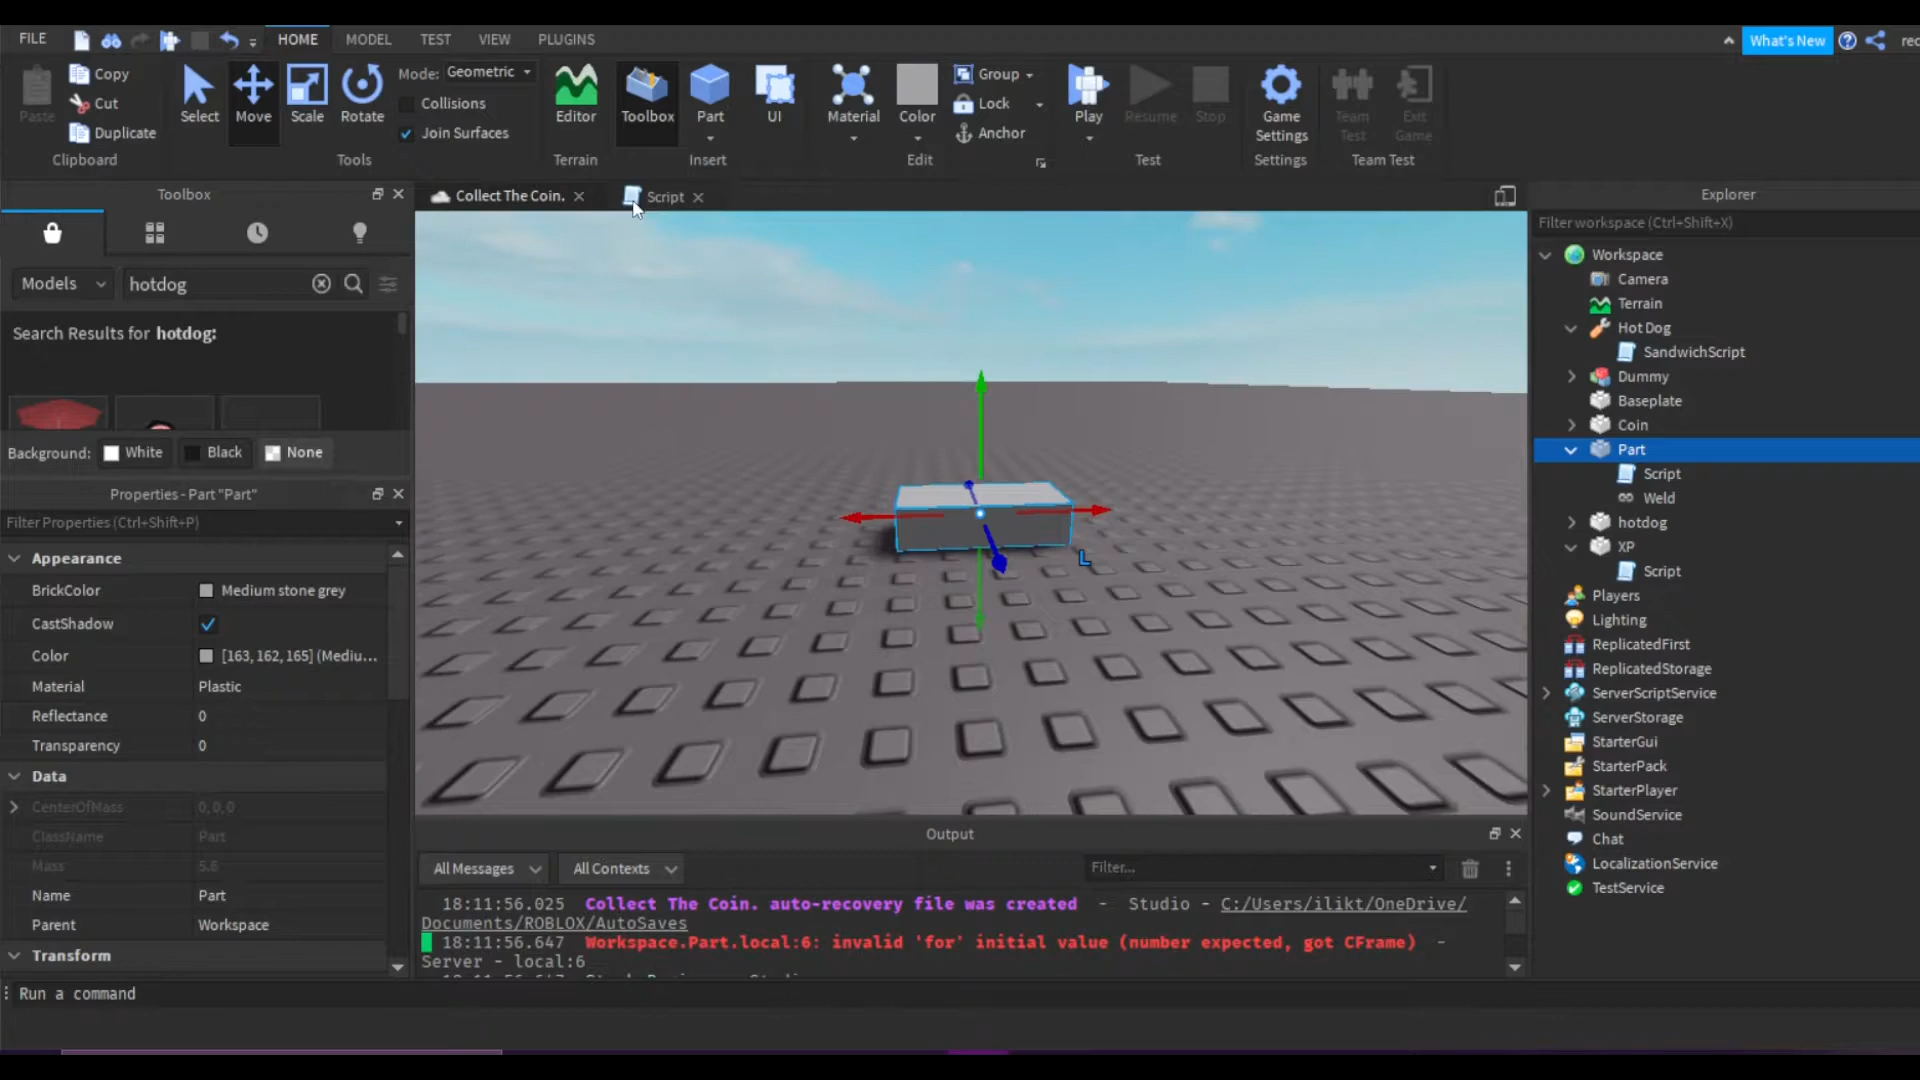 FILE
HOME
MODEL
TEST
VIEW
PLUGINS
What's New
rec
Paste
Copy
Cut
Duplicate
Clipboard
Select
Move
Scale
Rotate
Mode: Geometric
Collisions
Join Surfaces
Tools
Editor
Terrain
Toolbox
Part
UI
Insert
Material
Color
Group
Lock
Anchor
Edit
Play
Resume
Stop
Test
Game
Settings
Settings
Team
Test
Exit
Game
Team Test
Toolbox
Models
hotdog
Search Results for hotdog:
Background: White Black None
Properties - Part "Part"
Filter Properties (Ctrl+Shift+P)
Appearance
BrickColor Medium stone grey
CastShadow
Color [163,162,165] (Mediu...
Material Plastic
Reflectance 0
Transparency 0
Data
CenterOfMass 0,0,0
ClassName Part
Mass 5.6
Name Part
Parent Workspace
Transform
Collect The Coin.
Script
L
Output
All Messages
All Contexts
Filter...
18:11:56.025 Collect The Coin. auto-recovery file was created - Studio - C:/Users/ilikt/OneDrive/
Documents/ROBLOX/AutoSaves
18:11:56.647 Workspace.Part.local:6: invalid 'for' initial value (number expected, got CFrame) -
Server - local:6
Run a command
Explorer
Filter workspace (Ctrl+Shift+X)
Workspace
Camera
Terrain
Hot Dog
SandwichScript
Dummy
Baseplate
Coin
Part
Script
Weld
hotdog
XP
Script
Players
Lighting
ReplicatedFirst
ReplicatedStorage
ServerScriptService
ServerStorage
StarterGui
StarterPack
StarterPlayer
SoundService
Chat
LocalizationService
TestService